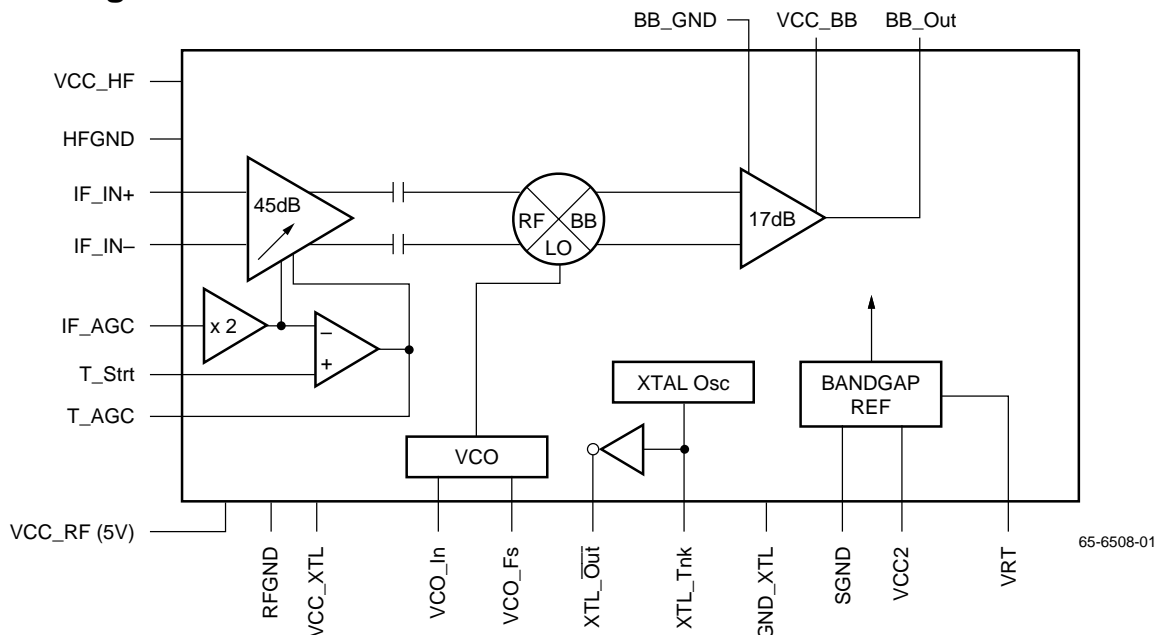 BB_GND VCC_BB BB_Out
VCC_HF
HFGND
IF_IN+
IF_IN–
IF_AGC
T_Strt
T_AGC
45dB
x 2
–
+
RF BB
LO
17dB
XTAL Osc
BANDGAP
REF
VCO
VCC_RF (5V)
RFGND
VCC_XTL
VCO_In
VCO_Fs
XTL_Out
XTL_Tnk
GND_XTL
SGND
VCC2
VRT
65-6508-01